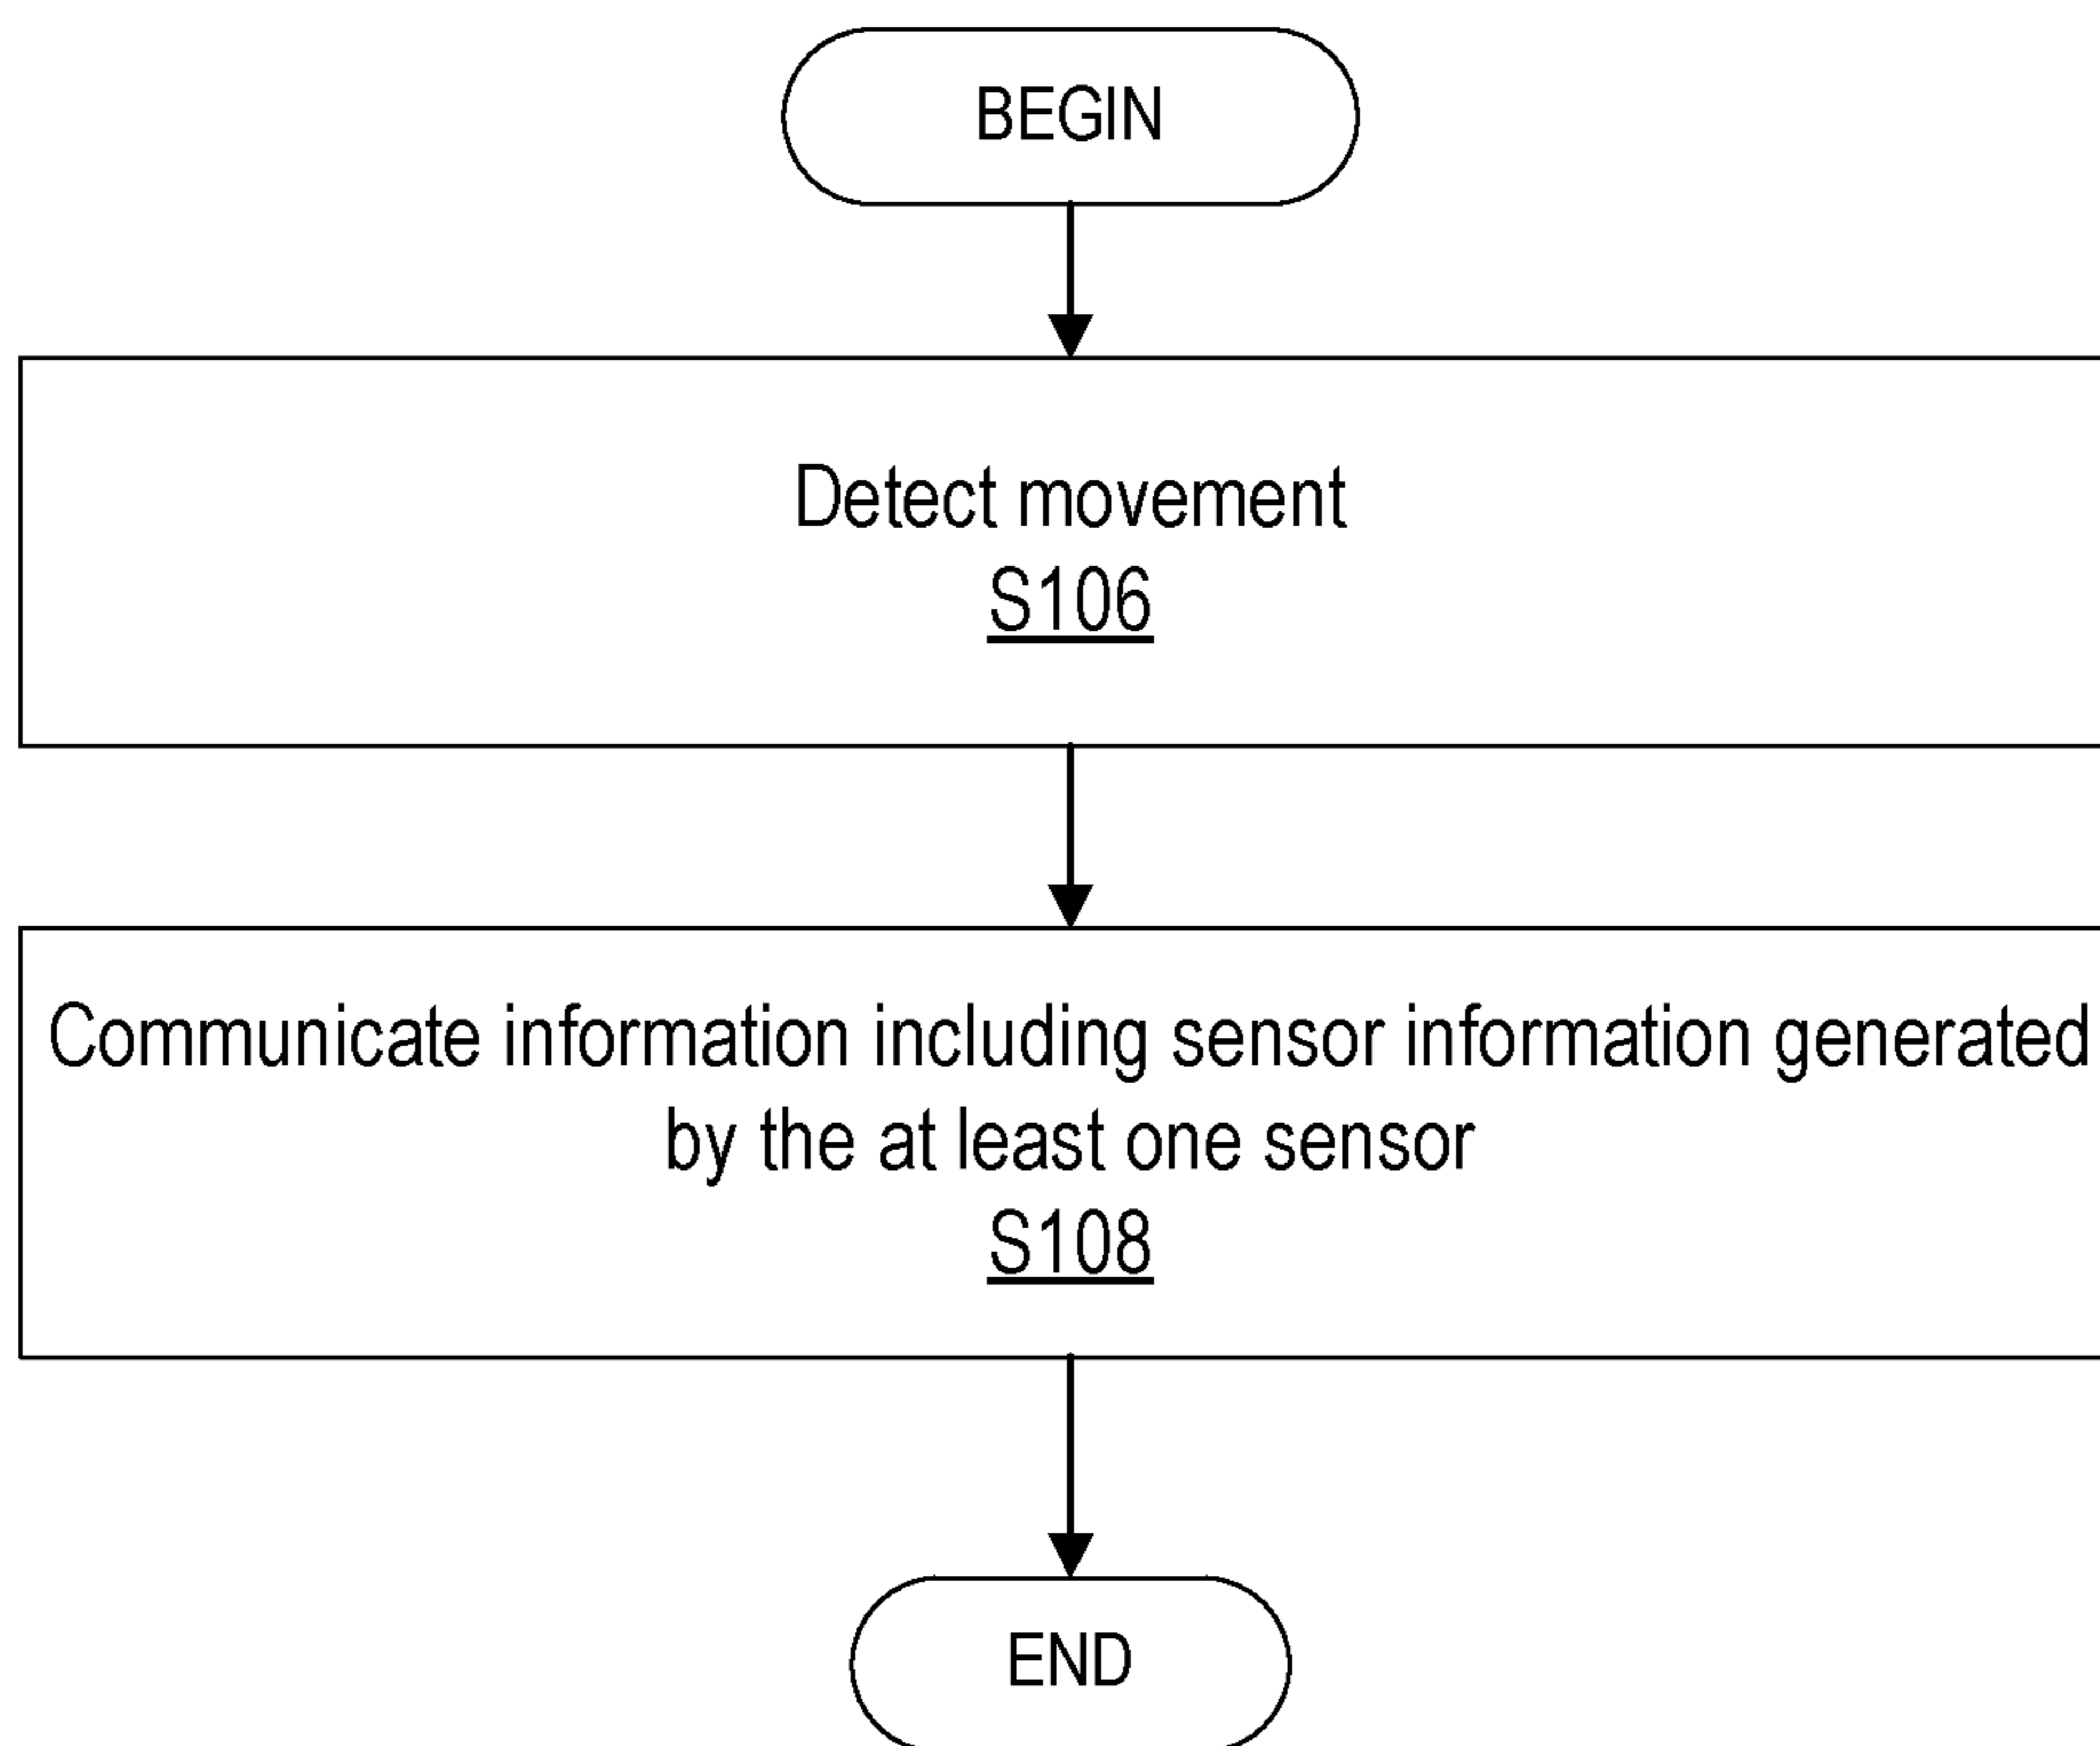 BEGIN
Detect movement
S106
Communicate information including sensor information generated
by the at least one sensor
S108
END